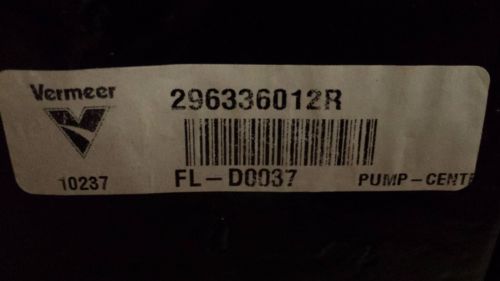 Vermeer
296336012R
10237
FL-D0037
PUMP-CENT